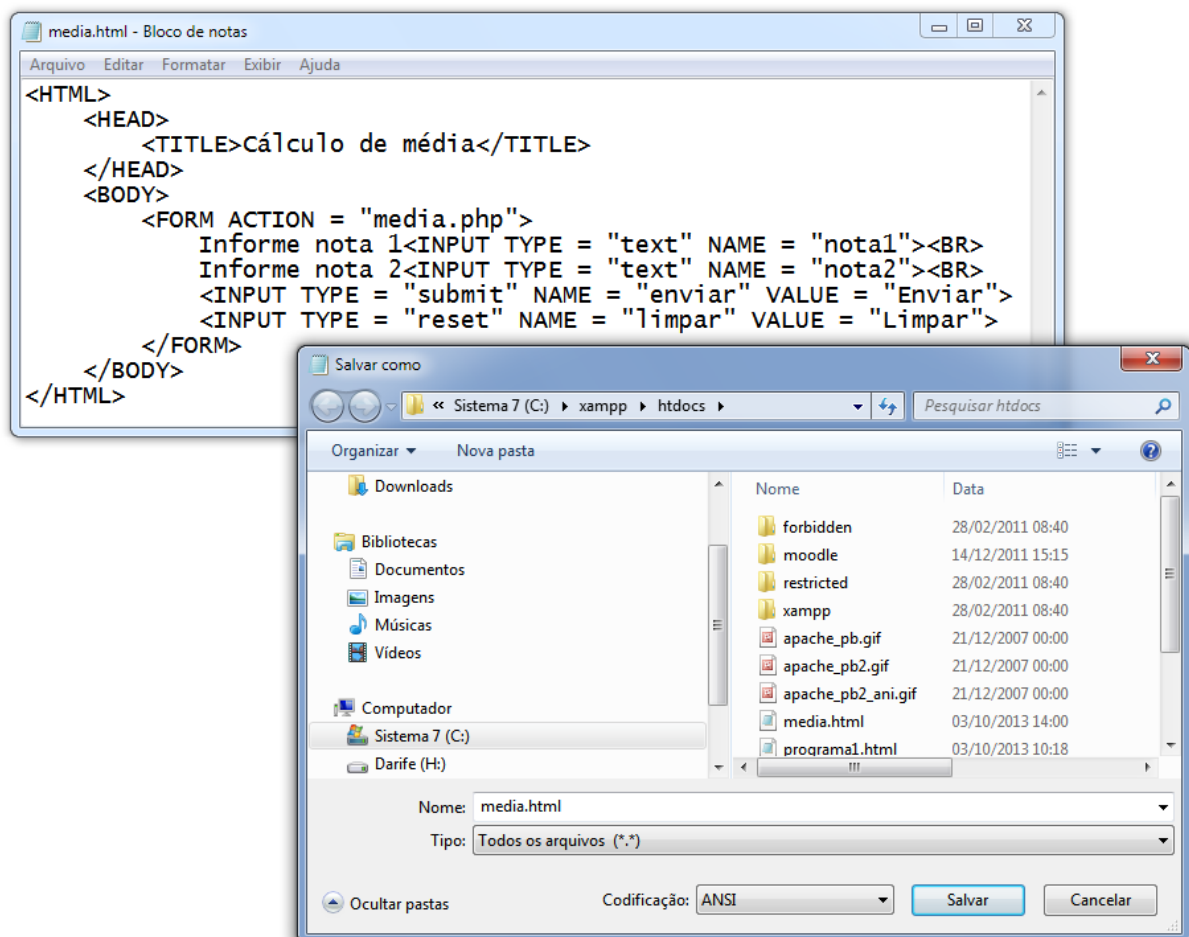 media.html - Bloco de notas
Arquivo Editar Formatar Exibir Ajuda
<HTML>
<HEAD>
<TITLE>Cálculo de média</TITLE>
</HEAD>
<BODY>
<FORM ACTION = "media.php">
Informe nota 1<INPUT TYPE = "text" NAME = "nota1"><BR>
Informe nota 2<INPUT TYPE = "text" NAME = "nota2"><BR>
<INPUT TYPE = "submit" NAME = "enviar" VALUE = "Enviar">
<INPUT TYPE = "reset" NAME = "limpar" VALUE = "Limpar">
</FORM>
</BODY>
</HTML>
Salvar como
« Sistema 7 (C:) xampp htdocs
Pesquisar htdocs
Organizar Nova pasta
Downloads
Bibliotecas
Documentos
Imagens
Músicas
Vídeos
Computador
Sistema 7 (C:)
Darife (H:)
Nome Data
forbidden 28/02/2011 08:40
moodle 14/12/2011 15:15
restricted 28/02/2011 08:40
xampp 28/02/2011 08:40
apache_pb.gif 21/12/2007 00:00
apache_pb2.gif 21/12/2007 00:00
apache_pb2_ani.gif 21/12/2007 00:00
media.html 03/10/2013 14:00
programa1.html 03/10/2013 10:18
Nome: media.html
Tipo: Todos os arquivos (*.*)
Ocultar pastas
Codificação: ANSI
Salvar
Cancelar